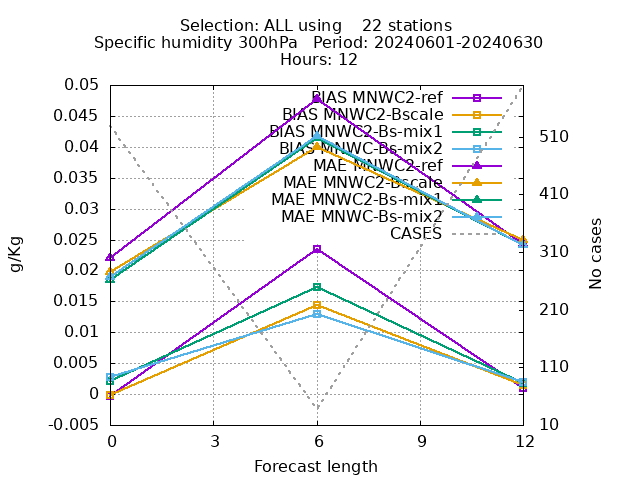 Selection: ALL using    22 stations
Specific humidity 300hPa   Period: 20240601-20240630
Hours: 12
0.05
0.045
0.04
0.035
0.03
0.025
0.02
0.015
0.01
0.005
0
-0.005
g/Kg
BIAS MNWC2-ref
BIAS MNWC2-Bscale
BIAS MNWC2-Bs-mix1
BIAS MNWC-Bs-mix2
MAE MNWC2-ref
MAE MNWC2-Bscale
MAE MNWC2-Bs-mix1
MAE MNWC-Bs-mix2
CASES
510
410
310
210
110
10
No cases
0 3 6 9 12
Forecast length